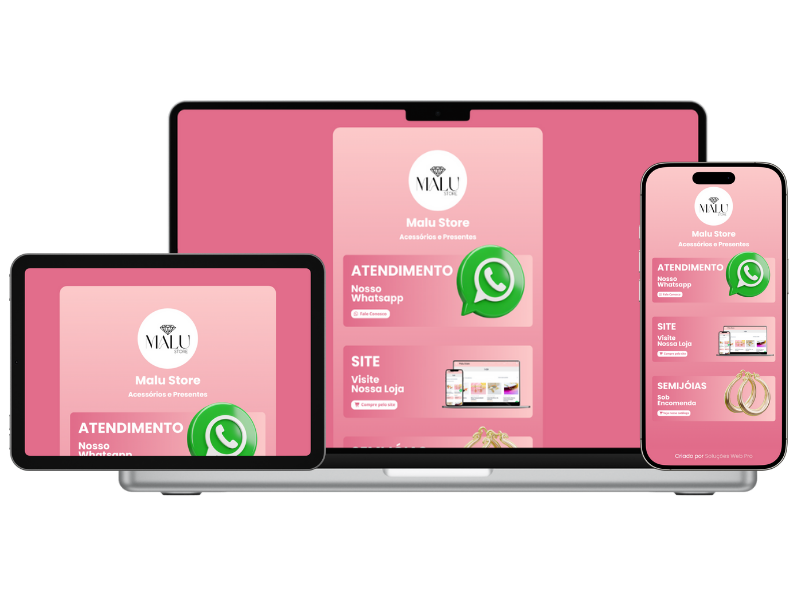 MALU
STORE
Malu Store
Acessórios e Presentes
ATENDIMENTO
Nosso
Whatsapp
Fale Conosco
SITE
Visite
Nossa Loja
Compre pelo site
MALU
STORE
Malu Store
Acessórios e Presentes
ATENDIMENTO
Nosso
Whatsapp
MALU
STORE
Malu Store
Acessórios e Presentes
ATENDIMENTO
Nosso
Whatsapp
Fale Conosco
SITE
Visite
Nossa Loja
Compre pelo site
SEMIJÓIAS
Sob
Encomenda
Criado por Soluções Web Pro